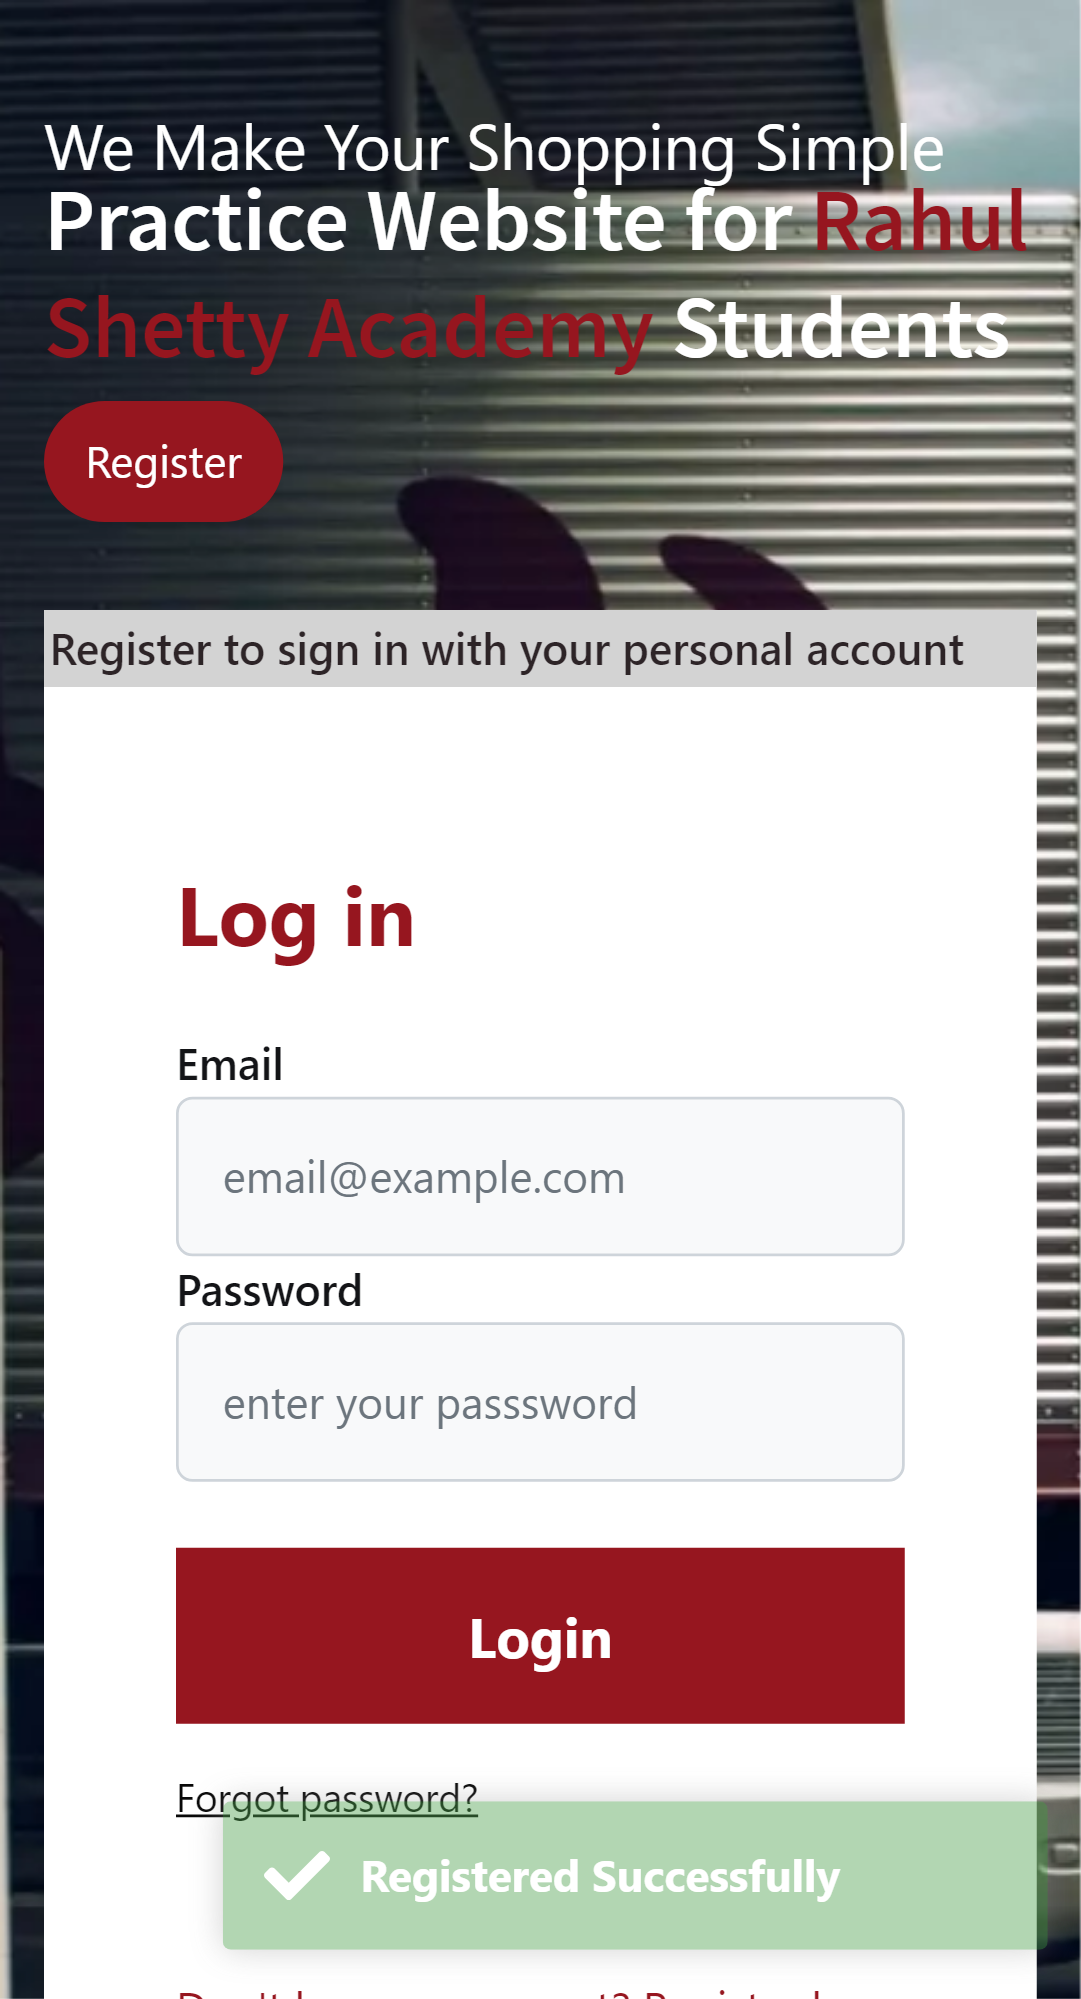 We Make Your Shopping Simple
Practice Website for Rahul
Shetty Academy Students
Register
Register to sign in with your personal account
Log in
Email
email@example.com
Password
enter your passsword
Login
Forgot password?
Registered Successfully